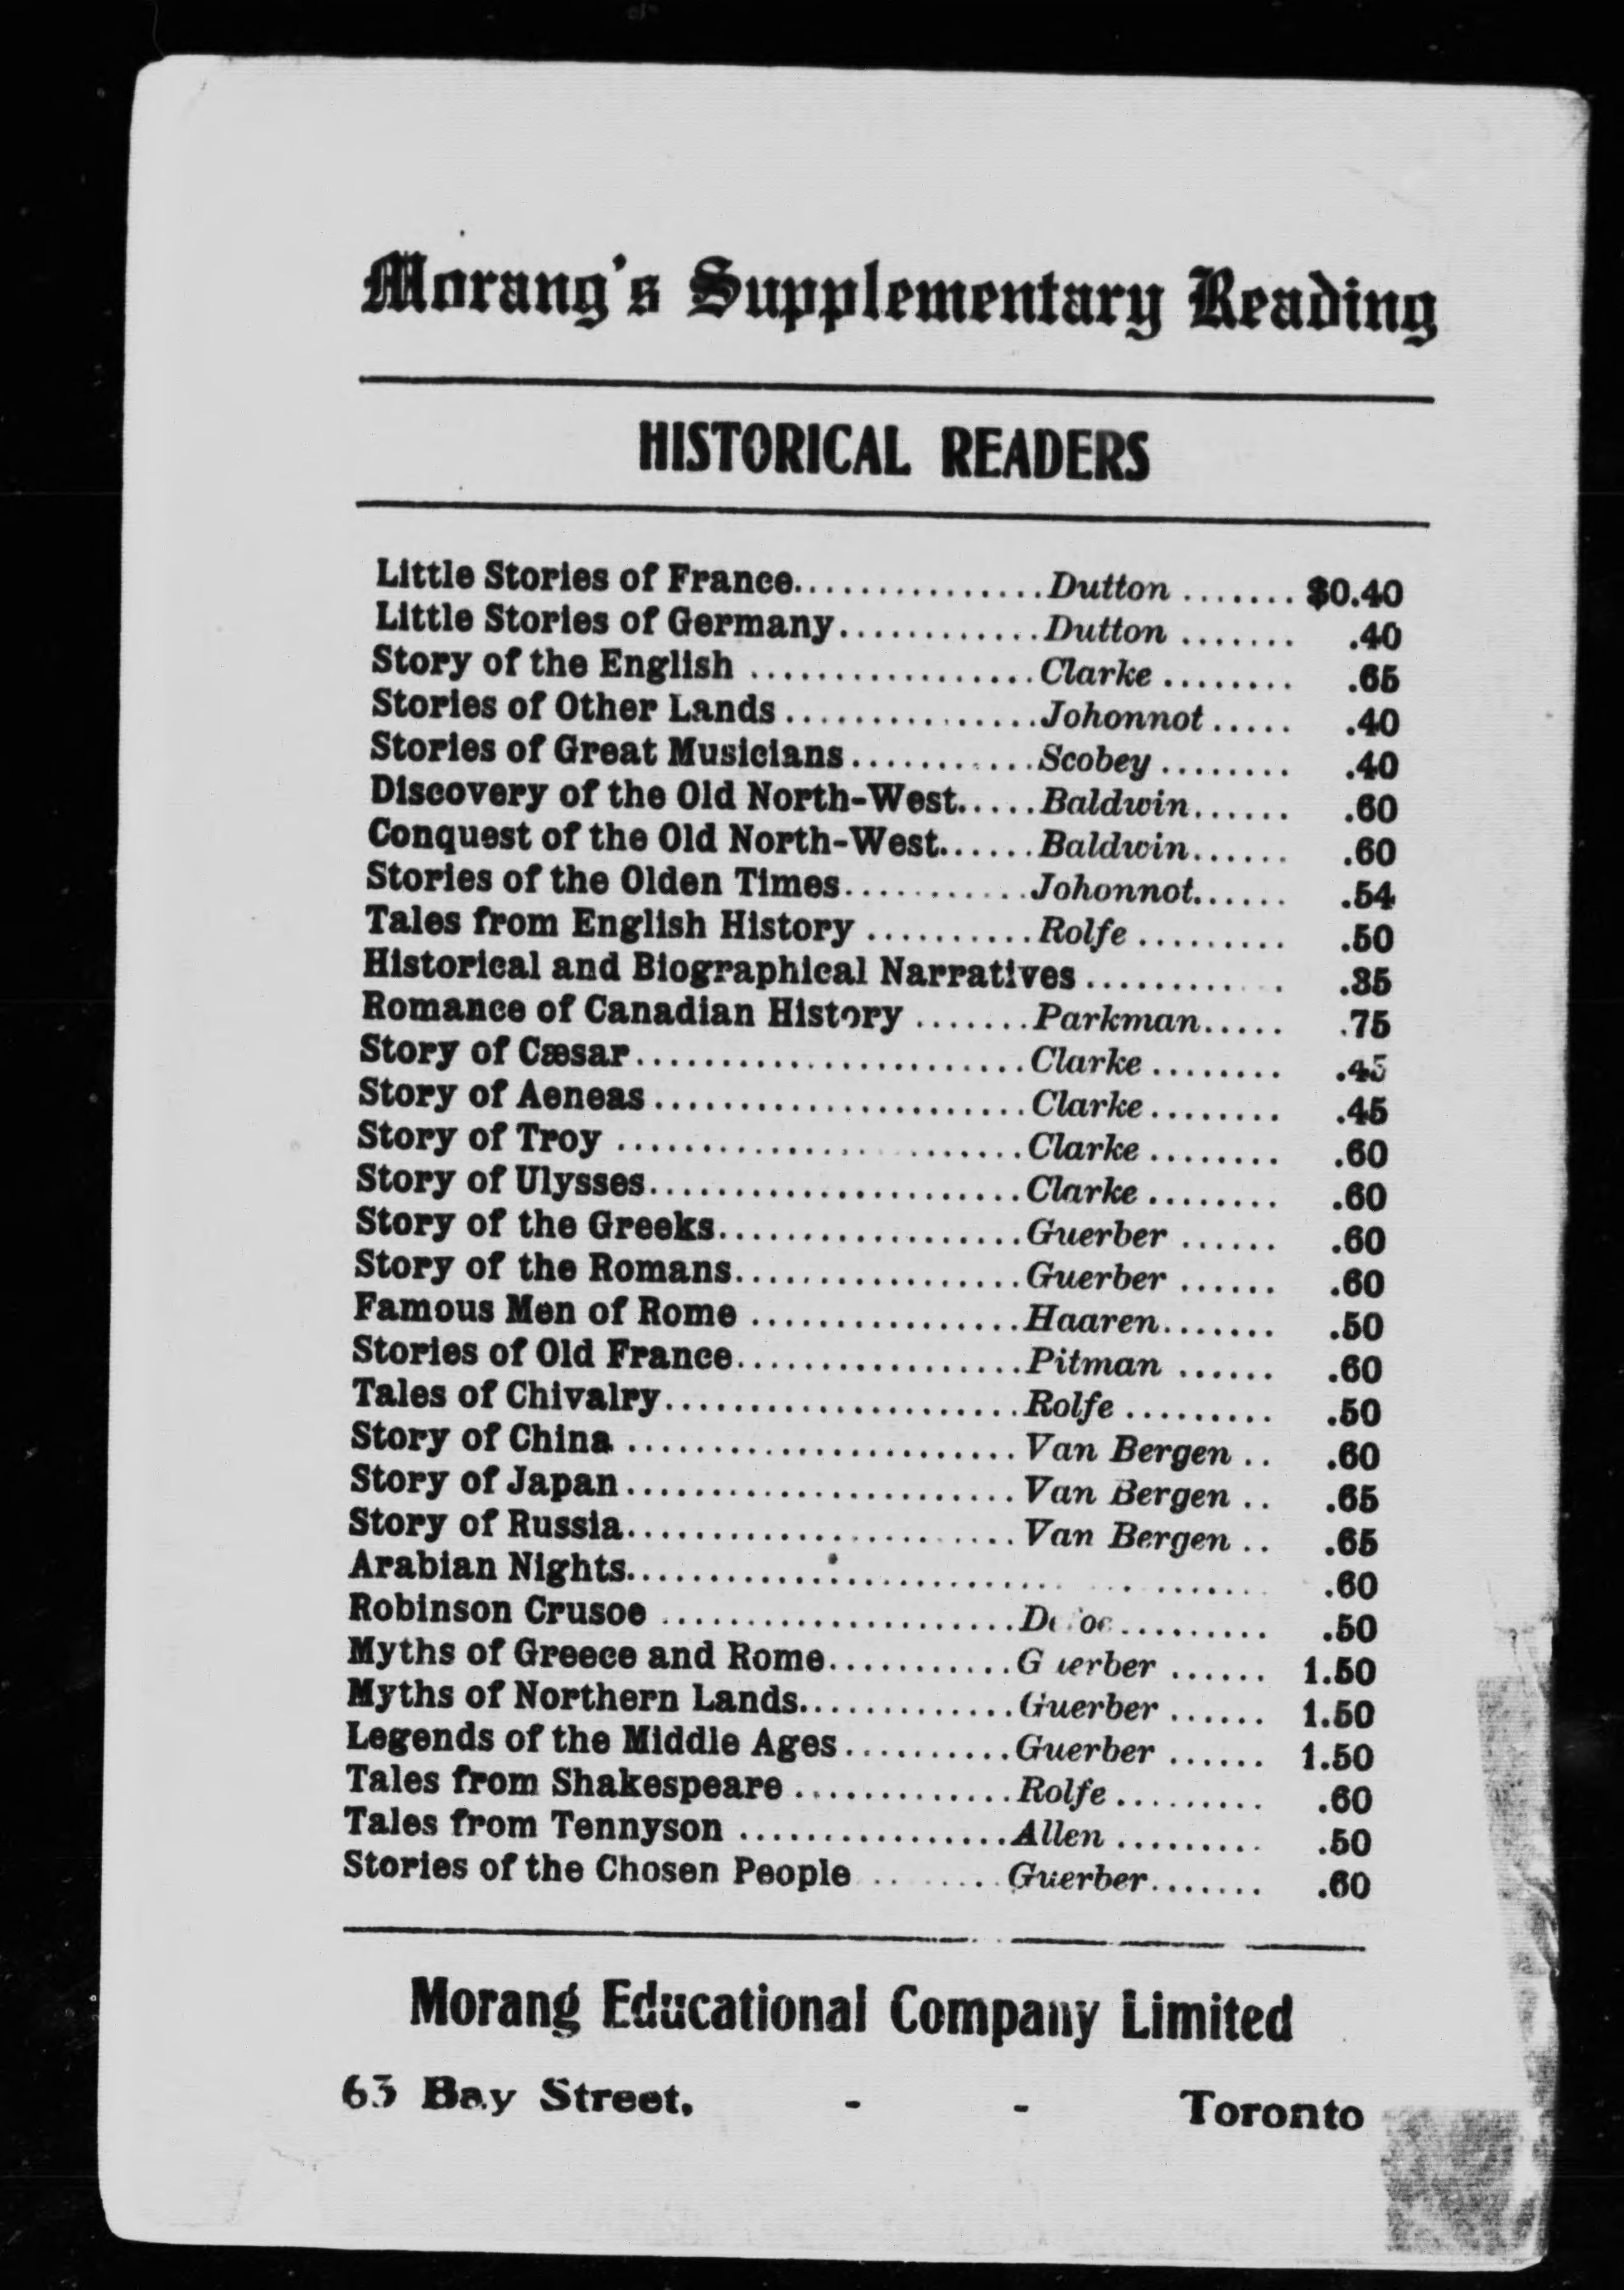 Morang's Supplementary Reading
HISTORICAL READERS
Little Stories of France................Dutton ....... $0.40
Little Stories of Germany............Dutton ....... .40
Story of the English .................Clarke ........ .65
Stories of Other Lands ...............Johonnot ..... .40
Stories of Great Musicians...........Scobey ........ .40
Discovery of the Old North-West.....Baldwin...... .60
Conquest of the Old North-West......Baldwin...... .60
Stories of the Olden Times...........Johonnot...... .54
Tales from English History ..........Rolfe ......... .50
Historical and Biographical Narratives ............ .35
Romance of Canadian History .......Parkman..... .75
Story of Cæsar.......................Clarke ........ .45
Story of Aeneas ......................Clarke ........ .45
Story of Troy ........................Clarke ........ .60
Story of Ulysses......................Clarke ........ .60
Story of the Greeks..................Guerber ...... .60
Story of the Romans.................Guerber ...... .60
Famous Men of Rome ................Haaren....... .50
Stories of Old France.................Pitman ...... .60
Tales of Chivalry.....................Rolfe ......... .50
Story of China .......................Van Bergen .. .60
Story of Japan.......................Van Bergen .. .65
Story of Russia.......................Van Bergen .. .65
Arabian Nights...................................... .60
Robinson Crusoe .....................Defoe......... .50
Myths of Greece and Rome...........Guerber ...... 1.50
Myths of Northern Lands.............Guerber ...... 1.50
Legends of the Middle Ages ..........Guerber ...... 1.50
Tales from Shakespeare .............Rolfe ......... .60
Tales from Tennyson ................Allen ......... .50
Stories of the Chosen People ........Guerber....... .60
Morang Educational Company Limited
63 Bay Street, - - Toronto